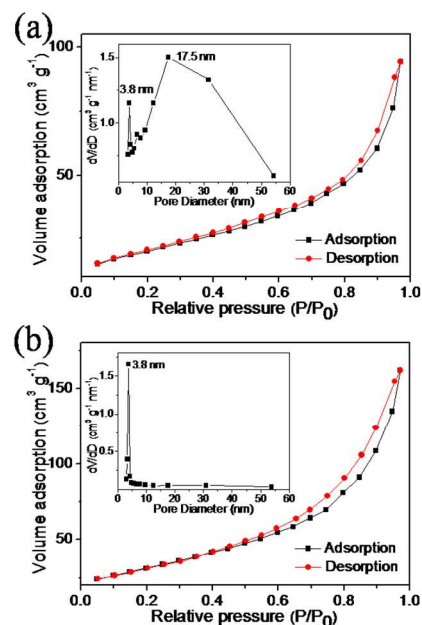 (a)
100
50
Volume adsorption (cm³ g⁻¹)
1.5
1.0
0.5
dV/dD (cm³ g⁻¹ nm⁻¹)
3.8 nm
17.5 nm
0 10 20 30 40 50 60
Pore Diameter (nm)
Adsorption
Desorption
0.0 0.2 0.4 0.6 0.8 1.0
Relative pressure (P/P₀)
(b)
150
100
50
Volume adsorption (cm³ g⁻¹)
1.5
1.0
0.5
0.0
dV/dD (cm³ g⁻¹ nm⁻¹)
3.8 nm
0 10 20 30 40 50 60
Pore Diameter (nm)
Adsorption
Desorption
0.0 0.2 0.4 0.6 0.8 1.0
Relative pressure (P/P₀)